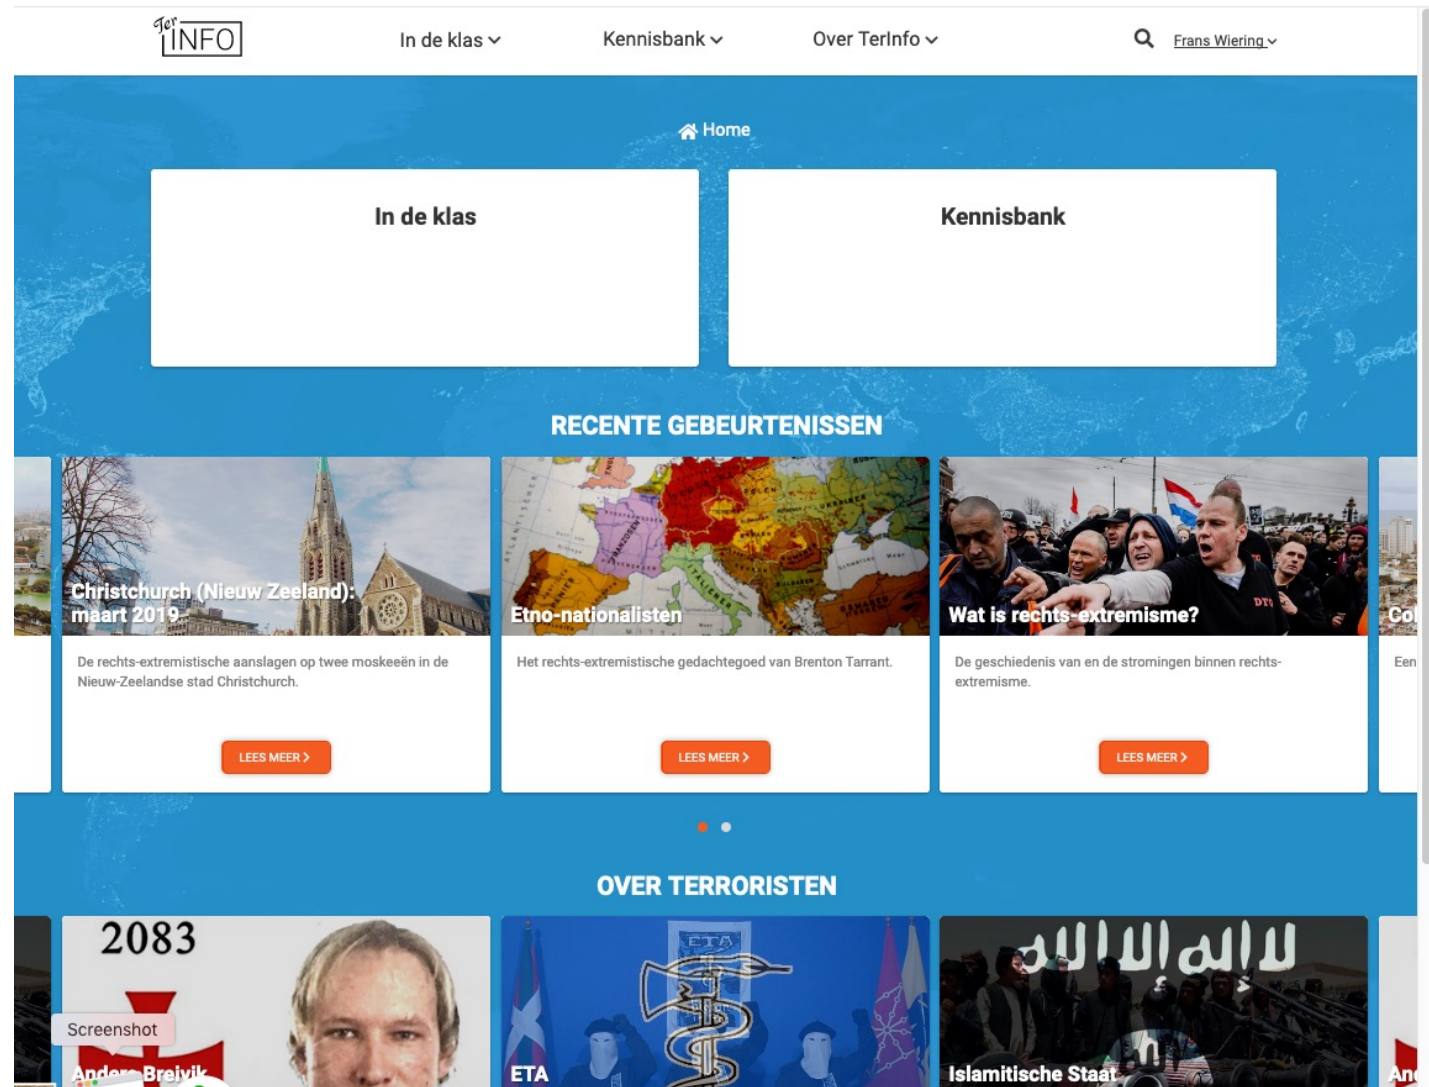 Ter
INFO
In de klas
Kennisbank
Over TerInfo
Frans Wiering
Home
In de klas
Kennisbank
RECENTE GEBEURTENISSEN
Christchurch (Nieuw Zeeland):
maart 2019
Etno-nationalisten
Wat is rechts-extremisme?
Col
De rechts-extremistische aanslagen op twee moskeeën in de
Nieuw-Zeelandse stad Christchurch.
Het rechts-extremistische gedachtegoed van Brenton Tarrant.
De geschiedenis van en de stromingen binnen rechts-
extremisme.
Een
LEES MEER
LEES MEER
LEES MEER
OVER TERRORISTEN
2083
ETA
لا إله إلا الله
Screenshot
Anders Breivik
ETA
Islamitische Staat
An